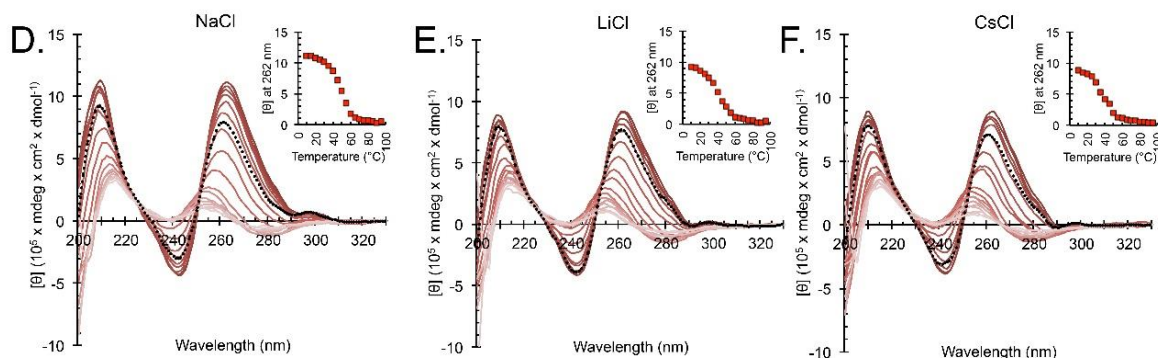 D.
NaCl
[θ] (10⁵ x mdeg x cm2 x dmol⁻¹)
15
10
5
0
-5
-10
200 220 240 260 280 300 320
Wavelength (nm)
[θ] at 262 nm
15
10
5
0
0 20 40 60 80 100
Temperature (°C)
E.
LiCl
[θ] (10⁵ x mdeg x cm2 x dmol⁻¹)
15
10
5
0
-5
-10
200 220 240 260 280 300 320
Wavelength (nm)
[θ] at 262 nm
15
10
5
0
0 20 40 60 80 100
Temperature (°C)
F.
CsCl
[θ] (10⁵ x mdeg x cm2 x dmol⁻¹)
15
10
5
0
-5
-10
200 220 240 260 280 300 320
Wavelength (nm)
[θ] at 262 nm
15
10
5
0
0 20 40 60 80 100
Temperature (°C)